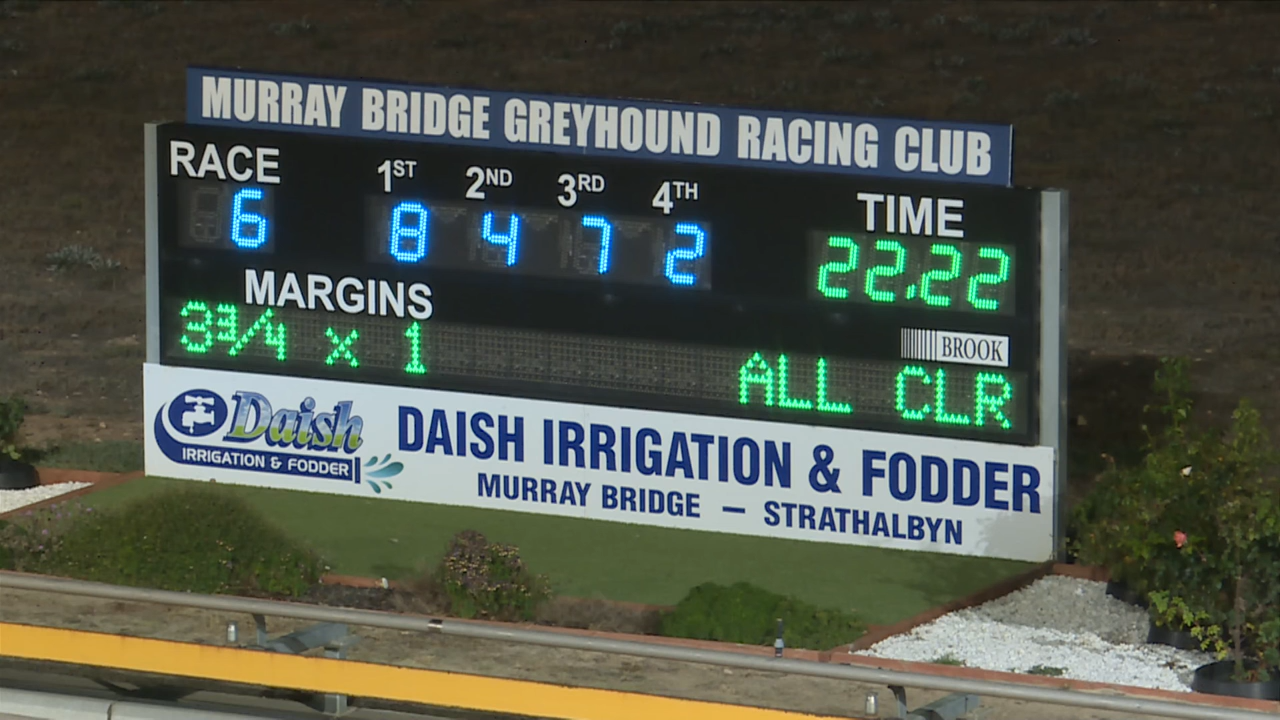 MURRAY BRIDGE GREYHOUND RACING CLUB
RACE 1ST 2ND 3RD 4TH TIME
6 8 4 7 2 22.22
MARGINS
BROOK
3¾ x 1 ALL CLR
Daish
IRRIGATION & FODDER
DAISH IRRIGATION & FODDER
MURRAY BRIDGE – STRATHALBYN